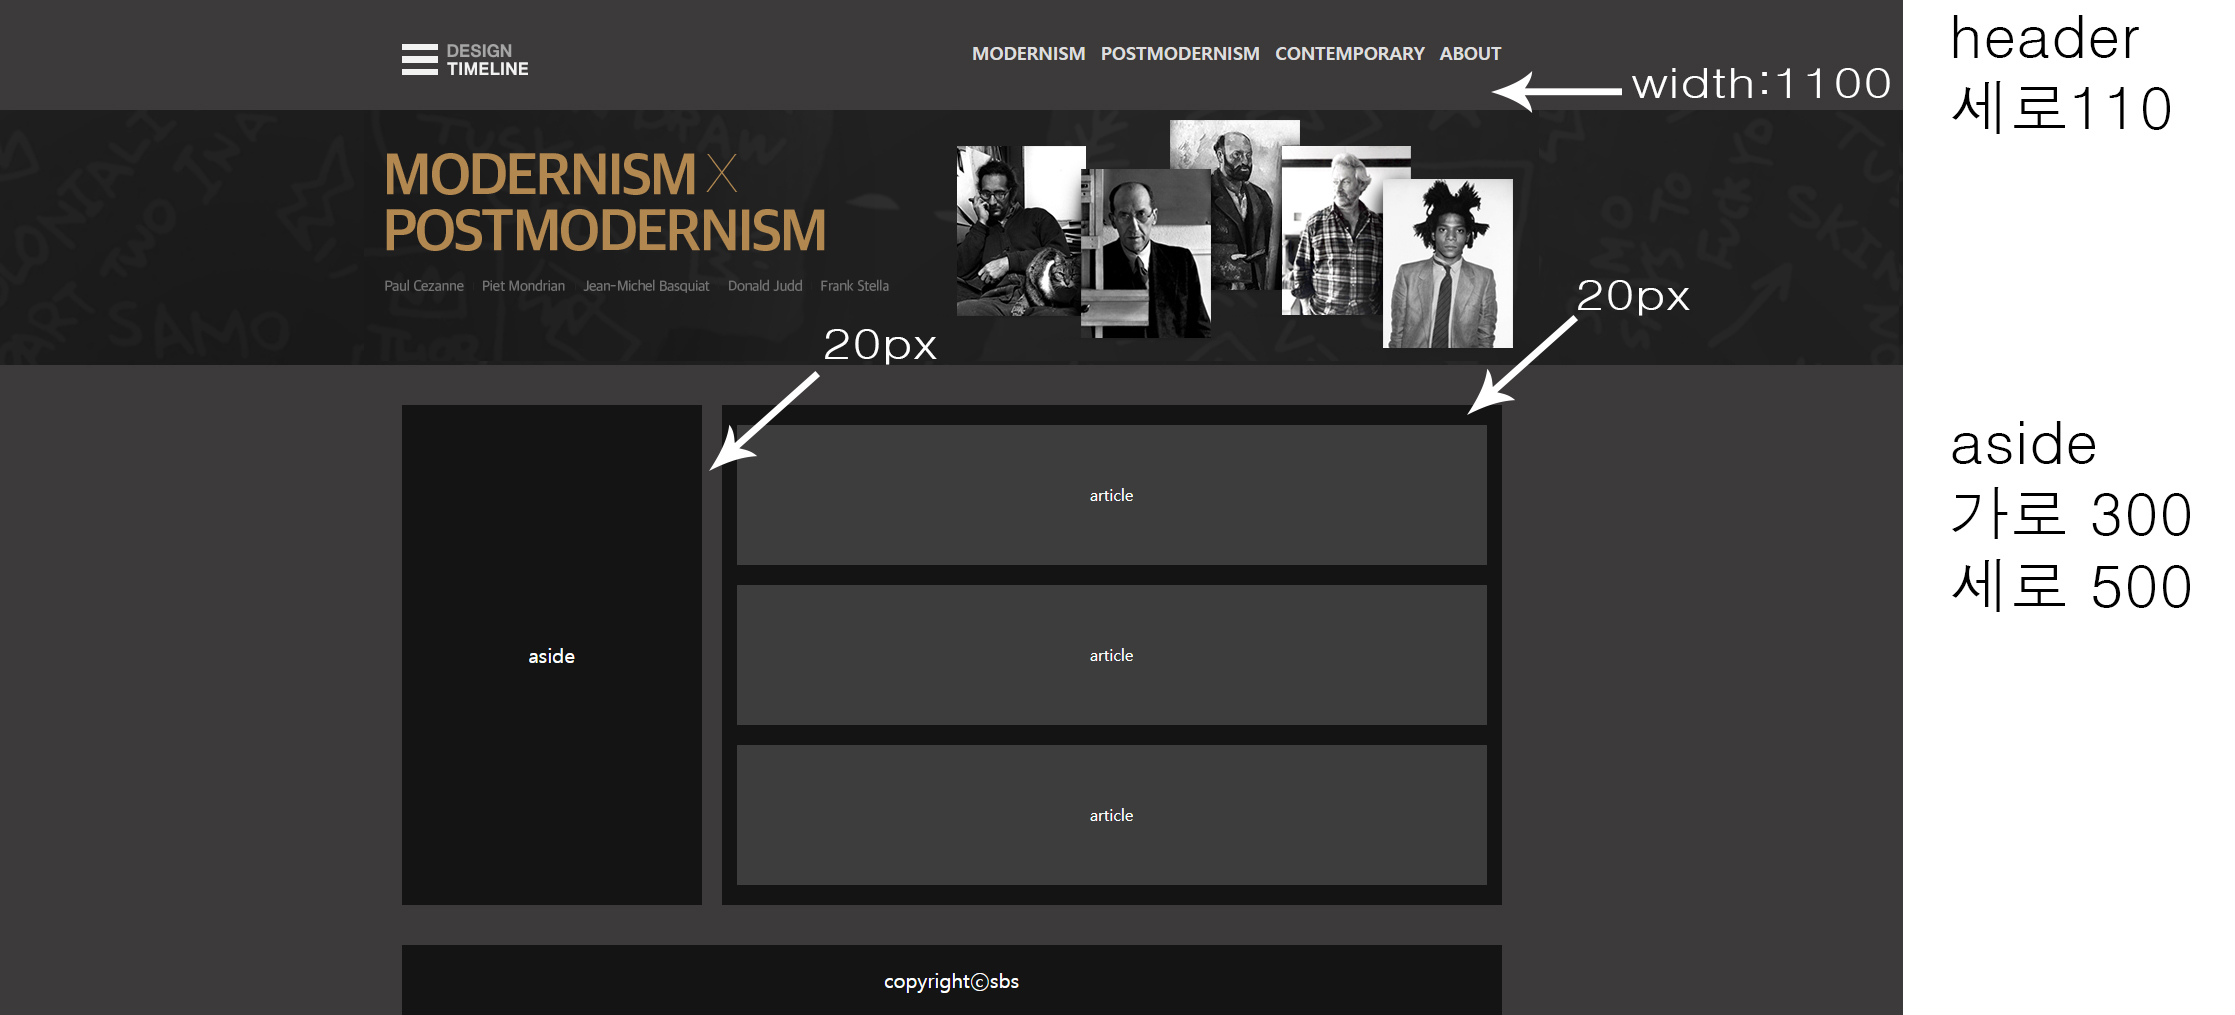 DESIGN
TIMELINE
MODERNISM POSTMODERNISM CONTEMPORARY ABOUT
width:1100
header
세로110
MODERNISM X
POSTMODERNISM
Paul Cezanne Piet Mondrian Jean-Michel Basquiat Donald Judd Frank Stella
SAMO
20px
20px
aside
가로 300
세로 500
article
aside
article
article
copyrightⓒsbs